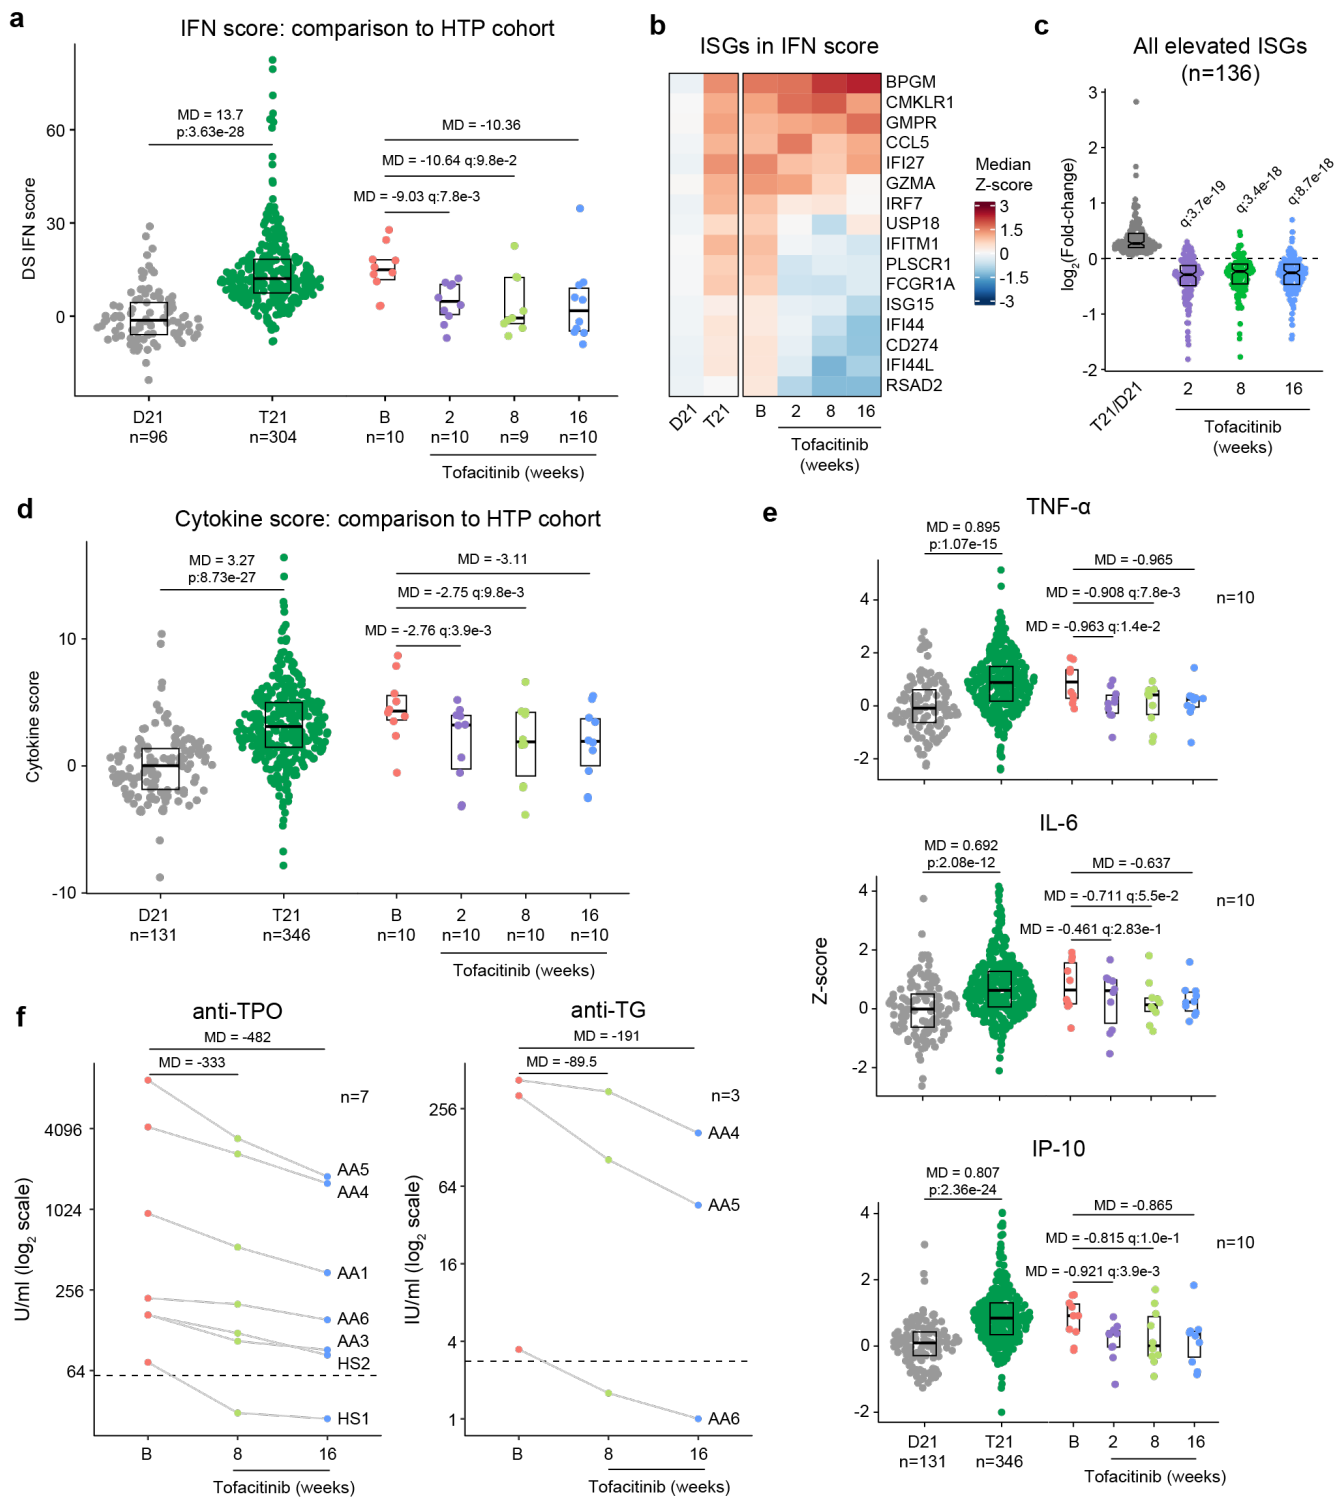 a
IFN score: comparison to HTP cohort
DS IFN score
60
30
0
MD = 13.7
p:3.63e-28
MD = -10.36
MD = -10.64 q:9.8e-2
MD = -9.03 q:7.8e-3
D21
n=96
T21
n=304
B
n=10
2
n=10
8
n=9
16
n=10
Tofacitinib (weeks)
b
ISGs in IFN score
BPGM
CMKLR1
GMPR
CCL5
IFI27
GZMA
IRF7
USP18
IFITM1
PLSCR1
FCGR1A
ISG15
IFI44
CD274
IFI44L
RSAD2
D21
T21
B
2
8
16
Tofacitinib
(weeks)
Median
Z-score
3
1.5
0
-1.5
-3
c
All elevated ISGs
(n=136)
log2(Fold-change)
3
2
1
0
-1
-2
q:3.7e-19
q:3.4e-18
q:8.7e-18
T21/D21
2
8
16
Tofacitinib
(weeks)
d
Cytokine score: comparison to HTP cohort
Cytokine score
10
0
-10
MD = 3.27
p:8.73e-27
MD = -3.11
MD = -2.75 q:9.8e-3
MD = -2.76 q:3.9e-3
D21
n=131
T21
n=346
B
n=10
2
n=10
8
n=10
16
n=10
Tofacitinib (weeks)
e
TNF-α
MD = 0.895
p:1.07e-15
MD = -0.965
MD = -0.908 q:7.8e-3
MD = -0.963 q:1.4e-2
n=10
4
2
0
-2
IL-6
MD = 0.692
p:2.08e-12
MD = -0.637
MD = -0.711 q:5.5e-2
MD = -0.461 q:2.83e-1
n=10
4
2
0
-2
Z-score
IP-10
MD = 0.807
p:2.36e-24
MD = -0.865
MD = -0.815 q:1.0e-1
MD = -0.921 q:3.9e-3
n=10
4
2
0
-2
D21
n=131
T21
n=346
B
2
8
16
Tofacitinib (weeks)
f
anti-TPO
MD = -482
MD = -333
n=7
U/ml (log2 scale)
4096
1024
256
64
AA5
AA4
AA1
AA6
AA3
HS2
HS1
B
8
16
Tofacitinib (weeks)
anti-TG
MD = -191
MD = -89.5
n=3
IU/ml (log2 scale)
256
64
16
4
1
AA4
AA5
AA6
B
8
16
Tofacitinib (weeks)